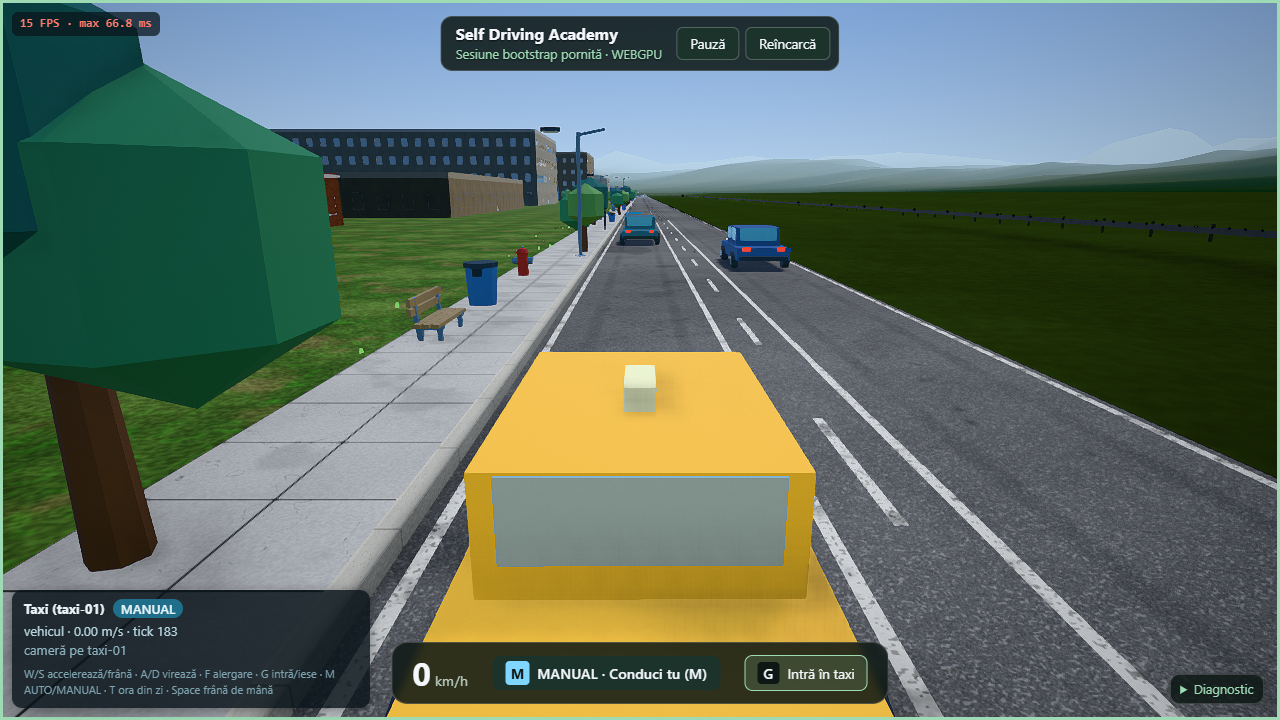 15 FPS · max 66.8 ms
Self Driving Academy
Sesiune bootstrap pornită · WEBGPU
Pauză
Reîncarcă
Taxi (taxi-01) MANUAL
vehicul · 0.00 m/s · tick 183
cameră pe taxi-01
W/S accelerează/frână · A/D virează · F alergare · G intră/iese · M
AUTO/MANUAL · T ora din zi · Space frână de mână
0 km/h
M MANUAL · Conduci tu (M)
G Intră în taxi
▶ Diagnostic